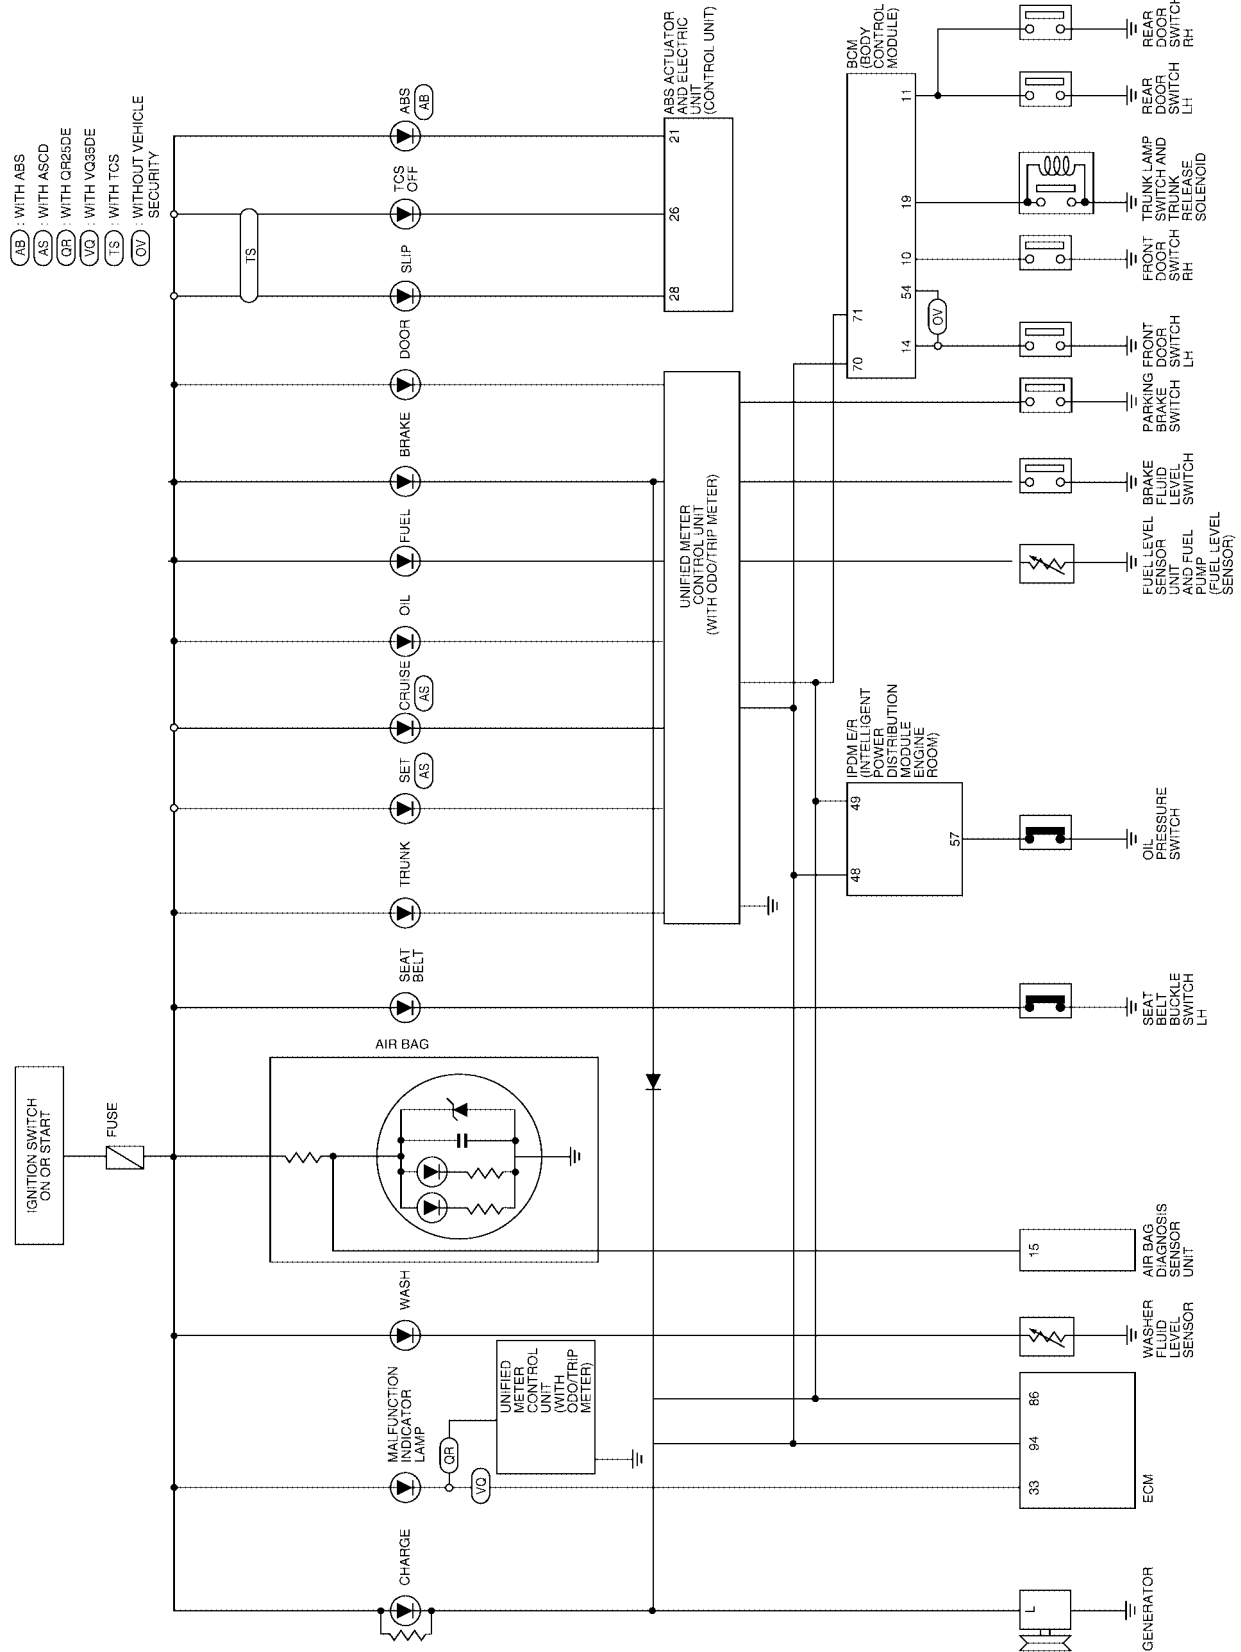 IGNITION SWITCH
ON OR START
FUSE
AB : WITH ABS
AS : WITH ASCD
QR : WITH QR25DE
VQ : WITH VQ35DE
TS : WITH TCS
OV : WITHOUT VEHICLE
SECURITY
CHARGE
MALFUNCTION
INDICATOR
LAMP
QR
VQ
UNIFIED
METER
CONTROL
UNIT
(WITH
ODO/TRIP
METER)
WASH
AIR BAG
SEAT
BELT
TRUNK
SET
AS
CRUISE
AS
OIL
FUEL
BRAKE
DOOR
SLIP
TS
TCS
OFF
ABS
AB
UNIFIED METER
CONTROL UNIT
(WITH ODO/TRIP METER)
28
26
21
ABS ACTUATOR
AND ELECTRIC
UNIT
(CONTROL UNIT)
48
49
57
IPDM E/R
(INTELLIGENT
POWER
DISTRIBUTION
MODULE
ENGINE
ROOM)
70
71
14
54
10
19
11
OV
BCM
(BODY
CONTROL
MODULE)
L
GENERATOR
33
94
86
ECM
WASHER
FLUID
LEVEL
SENSOR
15
AIR BAG
DIAGNOSIS
SENSOR
UNIT
SEAT
BELT
BUCKLE
SWITCH
LH
OIL
PRESSURE
SWITCH
FUEL LEVEL
SENSOR
UNIT
AND FUEL
PUMP
(FUEL LEVEL
SENSOR)
BRAKE
FLUID
LEVEL
SWITCH
PARKING
BRAKE
SWITCH
FRONT
DOOR
SWITCH
LH
FRONT
DOOR
SWITCH
RH
TRUNK LAMP
SWITCH AND
TRUNK
RELEASE
SOLENOID
REAR
DOOR
SWITCH
LH
REAR
DOOR
SWITCH
RH